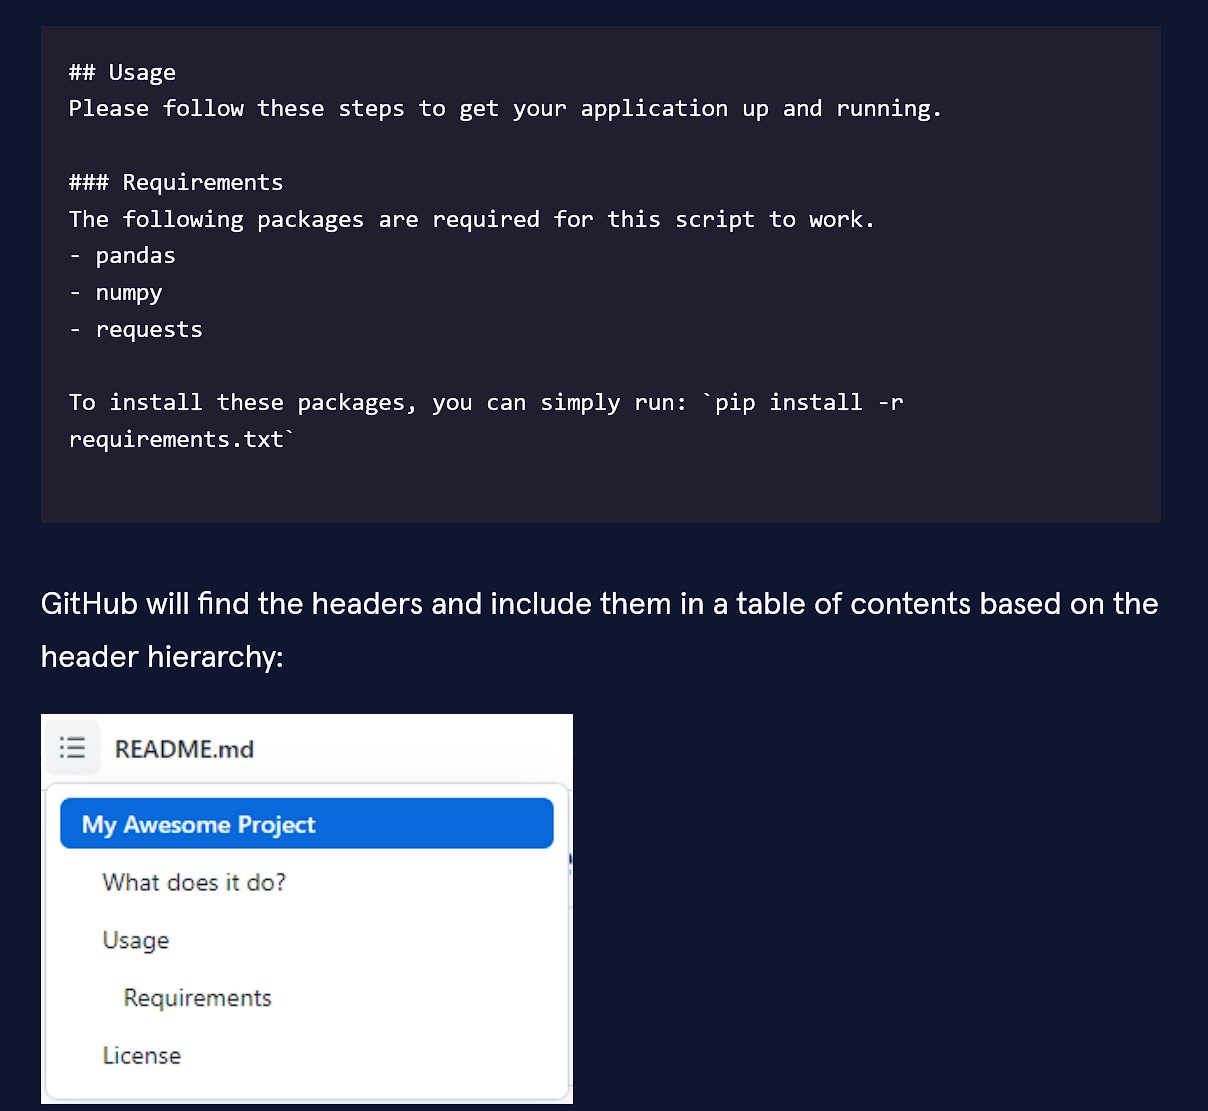 ## Usage
Please follow these steps to get your application up and running.
### Requirements
The following packages are required for this script to work.
- pandas
- numpy
- requests
To install these packages, you can simply run: `pip install -r
requirements.txt`
GitHub will find the headers and include them in a table of contents based on the
header hierarchy:
README.md
My Awesome Project
What does it do?
Usage
Requirements
License